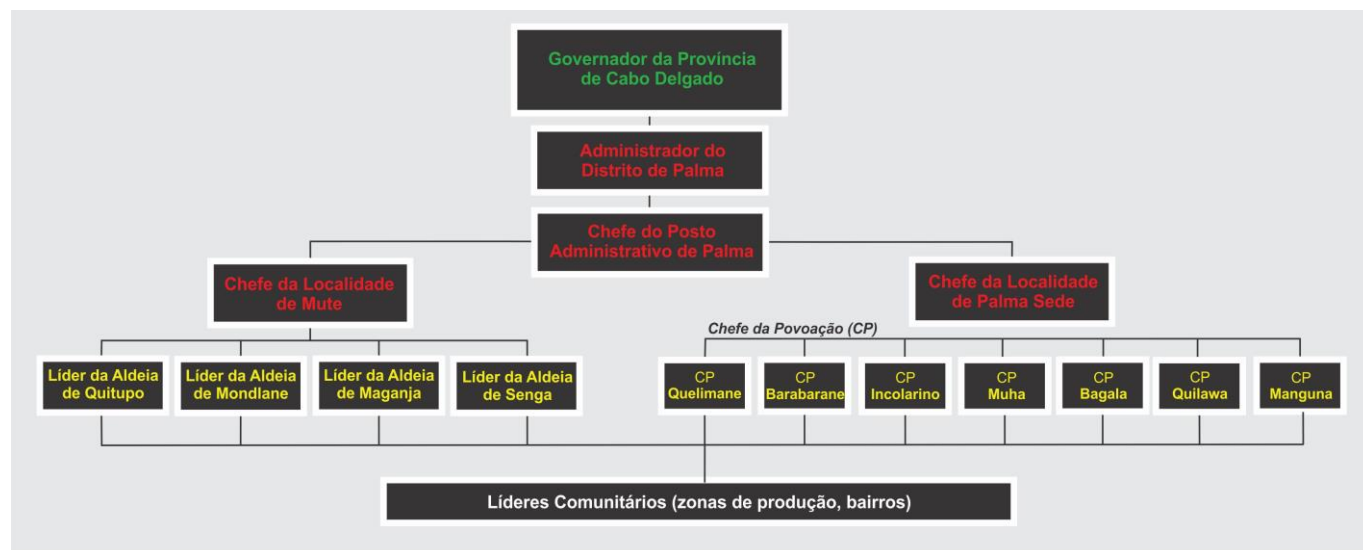 Governador da Província
de Cabo Delgado
Administrador do
Distrito de Palma
Chefe do Posto
Administrativo de Palma
Chefe da Localidade
de Mute
Chefe da Localidade
de Palma Sede
Chefe da Povoação (CP)
Líder da Aldeia
de Quitupo
Líder da Aldeia
de Mondlane
Líder da Aldeia
de Maganja
Líder da Aldeia
de Senga
CP
Quelimane
CP
Barabarane
CP
Incolarino
CP
Muha
CP
Bagala
CP
Quilawa
CP
Manguna
Líderes Comunitários (zonas de produção, bairros)